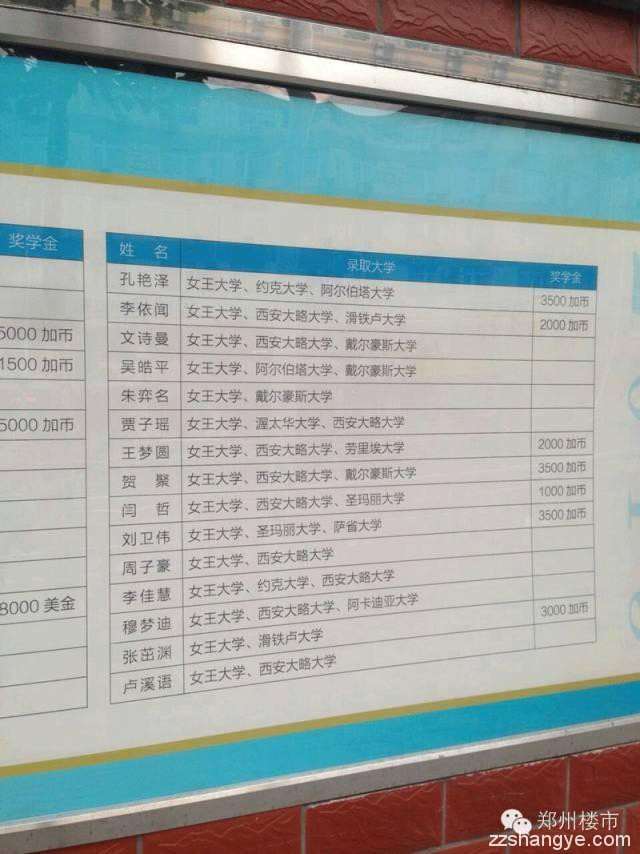 奖学金
5000 加币
1500 加币
5000 加币
8000 美金
姓 名 录取大学 奖学金
孔艳泽 女王大学、约克大学、阿尔伯塔大学 3500 加币
李依闻 女王大学、西安大略大学、滑铁卢大学 2000 加币
文诗曼 女王大学、西安大略大学、戴尔豪斯大学
吴皓平 女王大学、阿尔伯塔大学、戴尔豪斯大学
朱弈名 女王大学、戴尔豪斯大学
贾子瑶 女王大学、渥太华大学、西安大略大学
王梦圆 女王大学、西安大略大学、劳里埃大学 2000 加币
贺 聚 女王大学、西安大略大学、戴尔豪斯大学 3500 加币
闫 哲 女王大学、西安大略大学、圣玛丽大学 1000 加币
刘卫伟 女王大学、圣玛丽大学、萨省大学 3500 加币
周子豪 女王大学、西安大略大学
李佳慧 女王大学、约克大学、西安大略大学
穆梦迪 女王大学、西安大略大学、阿卡迪亚大学
张茁渊 女王大学、滑铁卢大学 3000 加币
卢溪语 女王大学、西安大略大学
郑州楼市
zzshangye.com